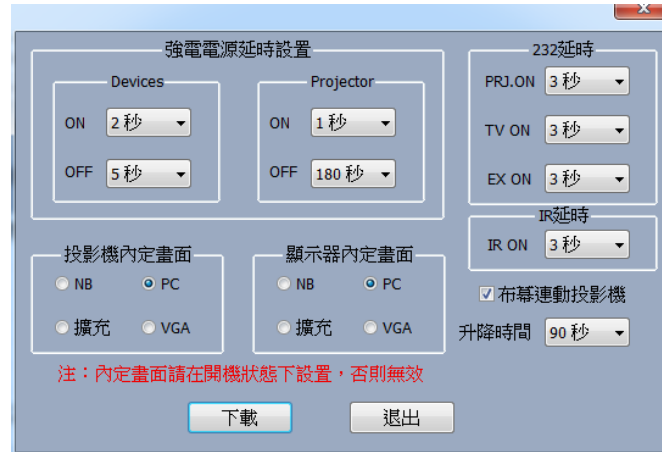 強電電源延時設置
Devices
ON 2 秒
OFF 5 秒
Projector
ON 1 秒
OFF 180 秒
232延時
PRJ.ON 3 秒
TV ON 3 秒
EX ON 3 秒
IR延時
IR ON 3 秒
投影機內定畫面
NB PC
擴充 VGA
顯示器內定畫面
NB PC
擴充 VGA
布幕連動投影機
升降時間 90 秒
注：內定畫面請在開機狀態下設置，否則無效
下載 退出